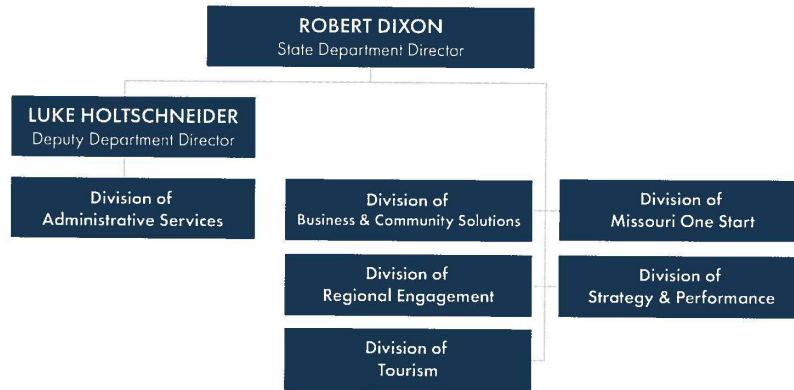 ROBERT DIXON
State Department Director
LUKE HOLTSCHNEIDER
Deputy Department Director
Division of
Administrative Services
Division of
Business & Community Solutions
Division of
Missouri One Start
Division of
Regional Engagement
Division of
Strategy & Performance
Division of
Tourism